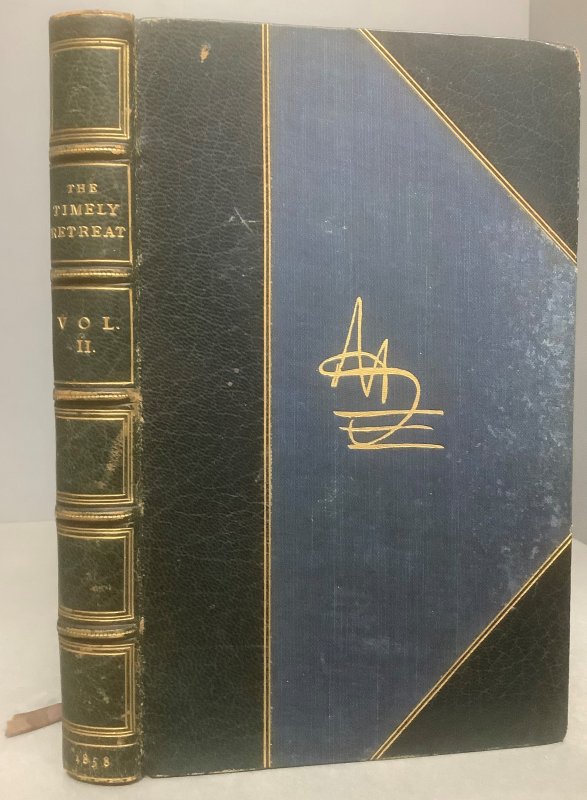 THE
TIMELY
RETREAT
VOL.
II.
1858